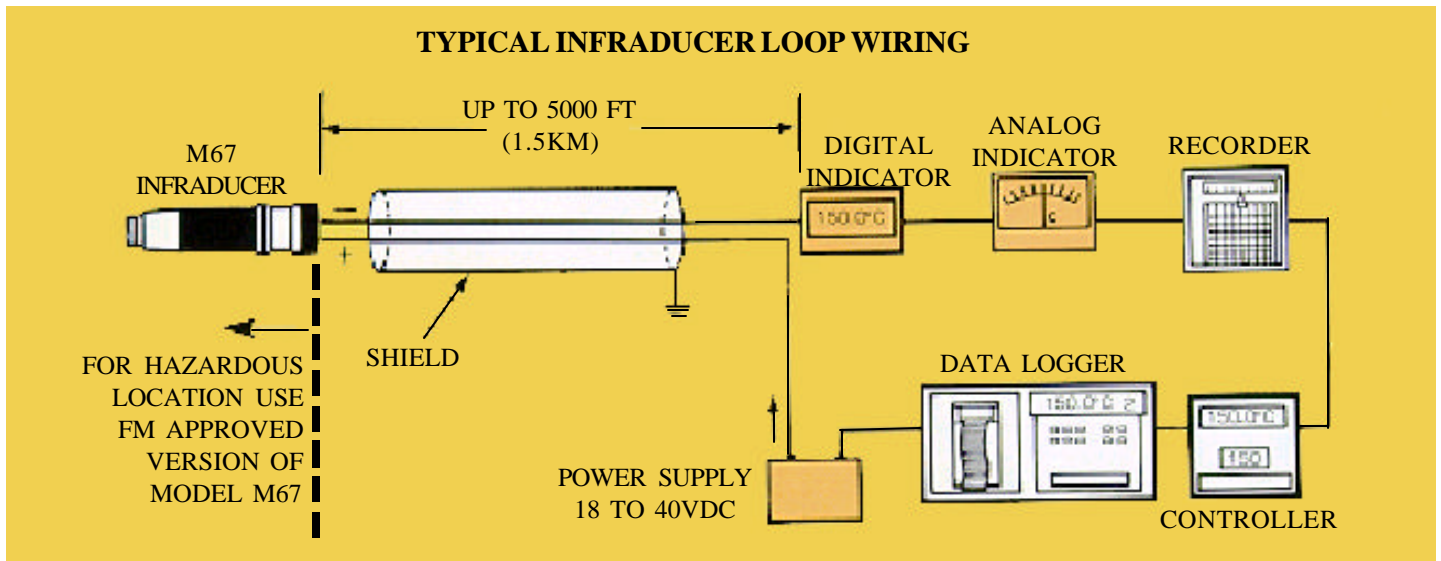 TYPICAL INFRADUCER LOOP WIRING
UP TO 5000 FT
(1.5KM)
M67
INFRADUCER
DIGITAL
INDICATOR
ANALOG
INDICATOR
RECORDER
−
+
150.0°C
C
SHIELD
FOR HAZARDOUS
LOCATION USE
FM APPROVED
VERSION OF
MODEL M67
POWER SUPPLY
18 TO 40VDC
DATA LOGGER
150.0°C 2
150.0°C
150
CONTROLLER